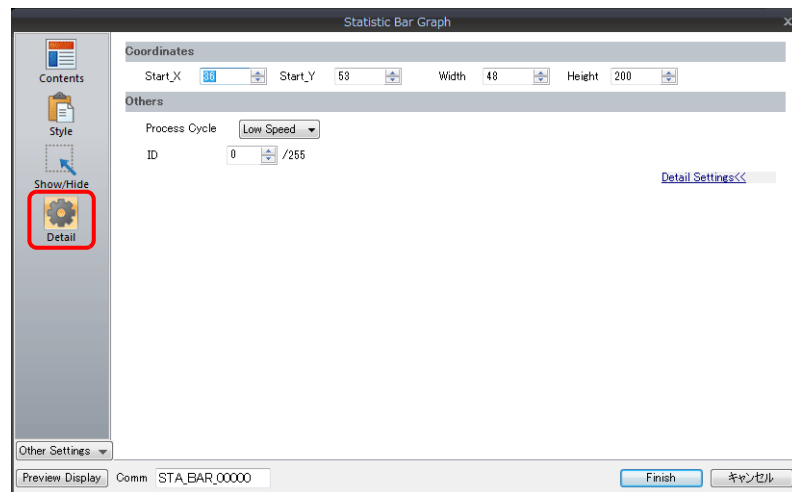 Statistic Bar Graph x
Contents
Style
Show/Hide
Detail
Coordinates
Start_X 36 Start_Y 53 Width 48 Height 200
Others
Process Cycle Low Speed
ID 0 /255
Detail Settings<<
Other Settings
Preview Display Comm STA_BAR_00000 Finish キャンセル